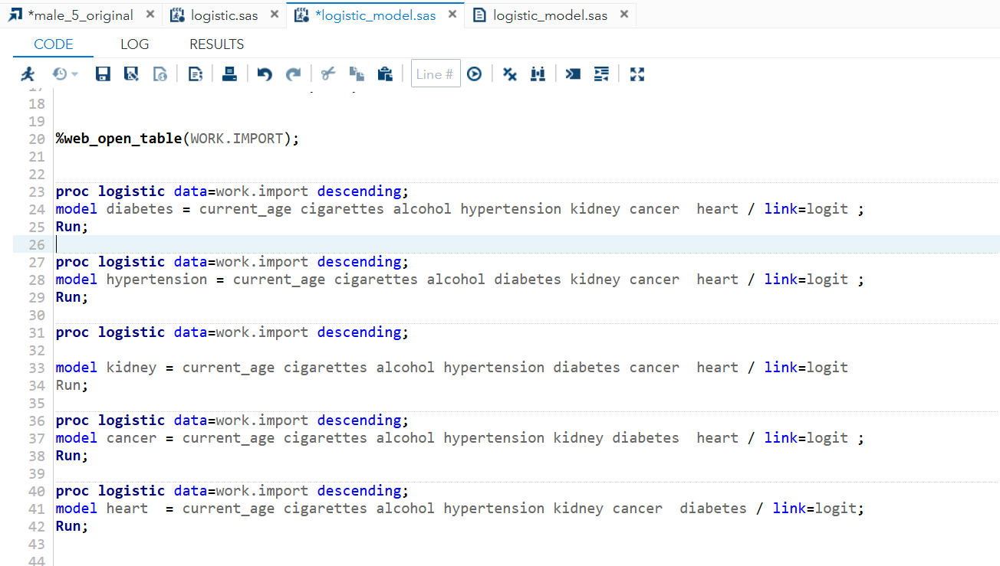 *male_5_original × logistic.sas × *logistic_model.sas × logistic_model.sas ×
CODE LOG RESULTS
Line #
18
19
20 %web_open_table(WORK.IMPORT);
21
22
23 proc logistic data=work.import descending;
24 model diabetes = current_age cigarettes alcohol hypertension kidney cancer  heart / link=logit ;
25 Run;
26
27 proc logistic data=work.import descending;
28 model hypertension = current_age cigarettes alcohol diabetes kidney cancer  heart / link=logit ;
29 Run;
30
31 proc logistic data=work.import descending;
32
33 model kidney = current_age cigarettes alcohol hypertension diabetes cancer  heart / link=logit
34 Run;
35
36 proc logistic data=work.import descending;
37 model cancer = current_age cigarettes alcohol hypertension kidney diabetes  heart / link=logit ;
38 Run;
39
40 proc logistic data=work.import descending;
41 model heart  = current_age cigarettes alcohol hypertension kidney cancer  diabetes / link=logit;
42 Run;
43
44